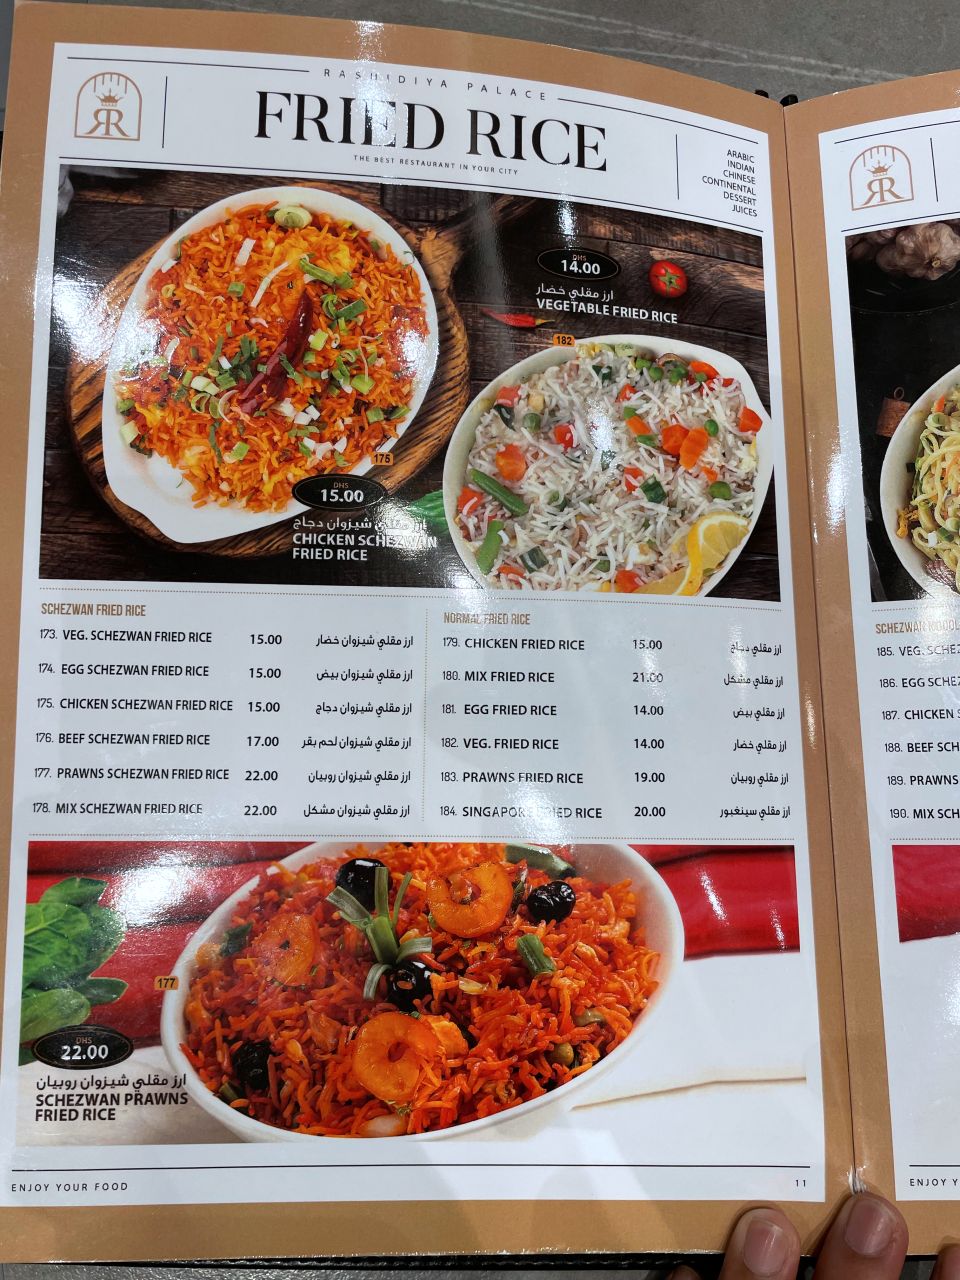 RASHIDIYA PALACE
FRIED RICE
THE BEST RESTAURANT IN YOUR CITY
ARABIC
INDIAN
CHINESE
CONTINENTAL
DESSERT
JUICES
RR
DHS
14.00
ارز مقلي خضار
VEGETABLE FRIED RICE
182
175
DHS
15.00
ارز مقلي شيزوان دجاج
CHICKEN SCHEZWAN
FRIED RICE
SCHEZWAN FRIED RICE
173. VEG. SCHEZWAN FRIED RICE 15.00 ارز مقلي شيزوان خضار
174. EGG SCHEZWAN FRIED RICE 15.00 ارز مقلي شيزوان بيض
175. CHICKEN SCHEZWAN FRIED RICE 15.00 ارز مقلي شيزوان دجاج
176. BEEF SCHEZWAN FRIED RICE 17.00 ارز مقلي شيزوان لحم بقر
177. PRAWNS SCHEZWAN FRIED RICE 22.00 ارز مقلي شيزوان روبيان
178. MIX SCHEZWAN FRIED RICE 22.00 ارز مقلي شيزوان مشكل
NORMAL FRIED RICE
179. CHICKEN FRIED RICE 15.00 ارز مقلي دجاج
180. MIX FRIED RICE 21.00 ارز مقلي مشكل
181. EGG FRIED RICE 14.00 ارز مقلي بيض
182. VEG. FRIED RICE 14.00 ارز مقلي خضار
183. PRAWNS FRIED RICE 19.00 ارز مقلي روبيان
184. SINGAPORE FRIED RICE 20.00 ارز مقلي سينغبور
177
DHS
22.00
ارز مقلي شيزوان روبيان
SCHEZWAN PRAWNS
FRIED RICE
ENJOY YOUR FOOD
11
RR
SCHEZWAN
185. VEG.
186. EGG
187. CHICKEN
188. BEEF
189. PRAWNS
190. MIX
ENJOY